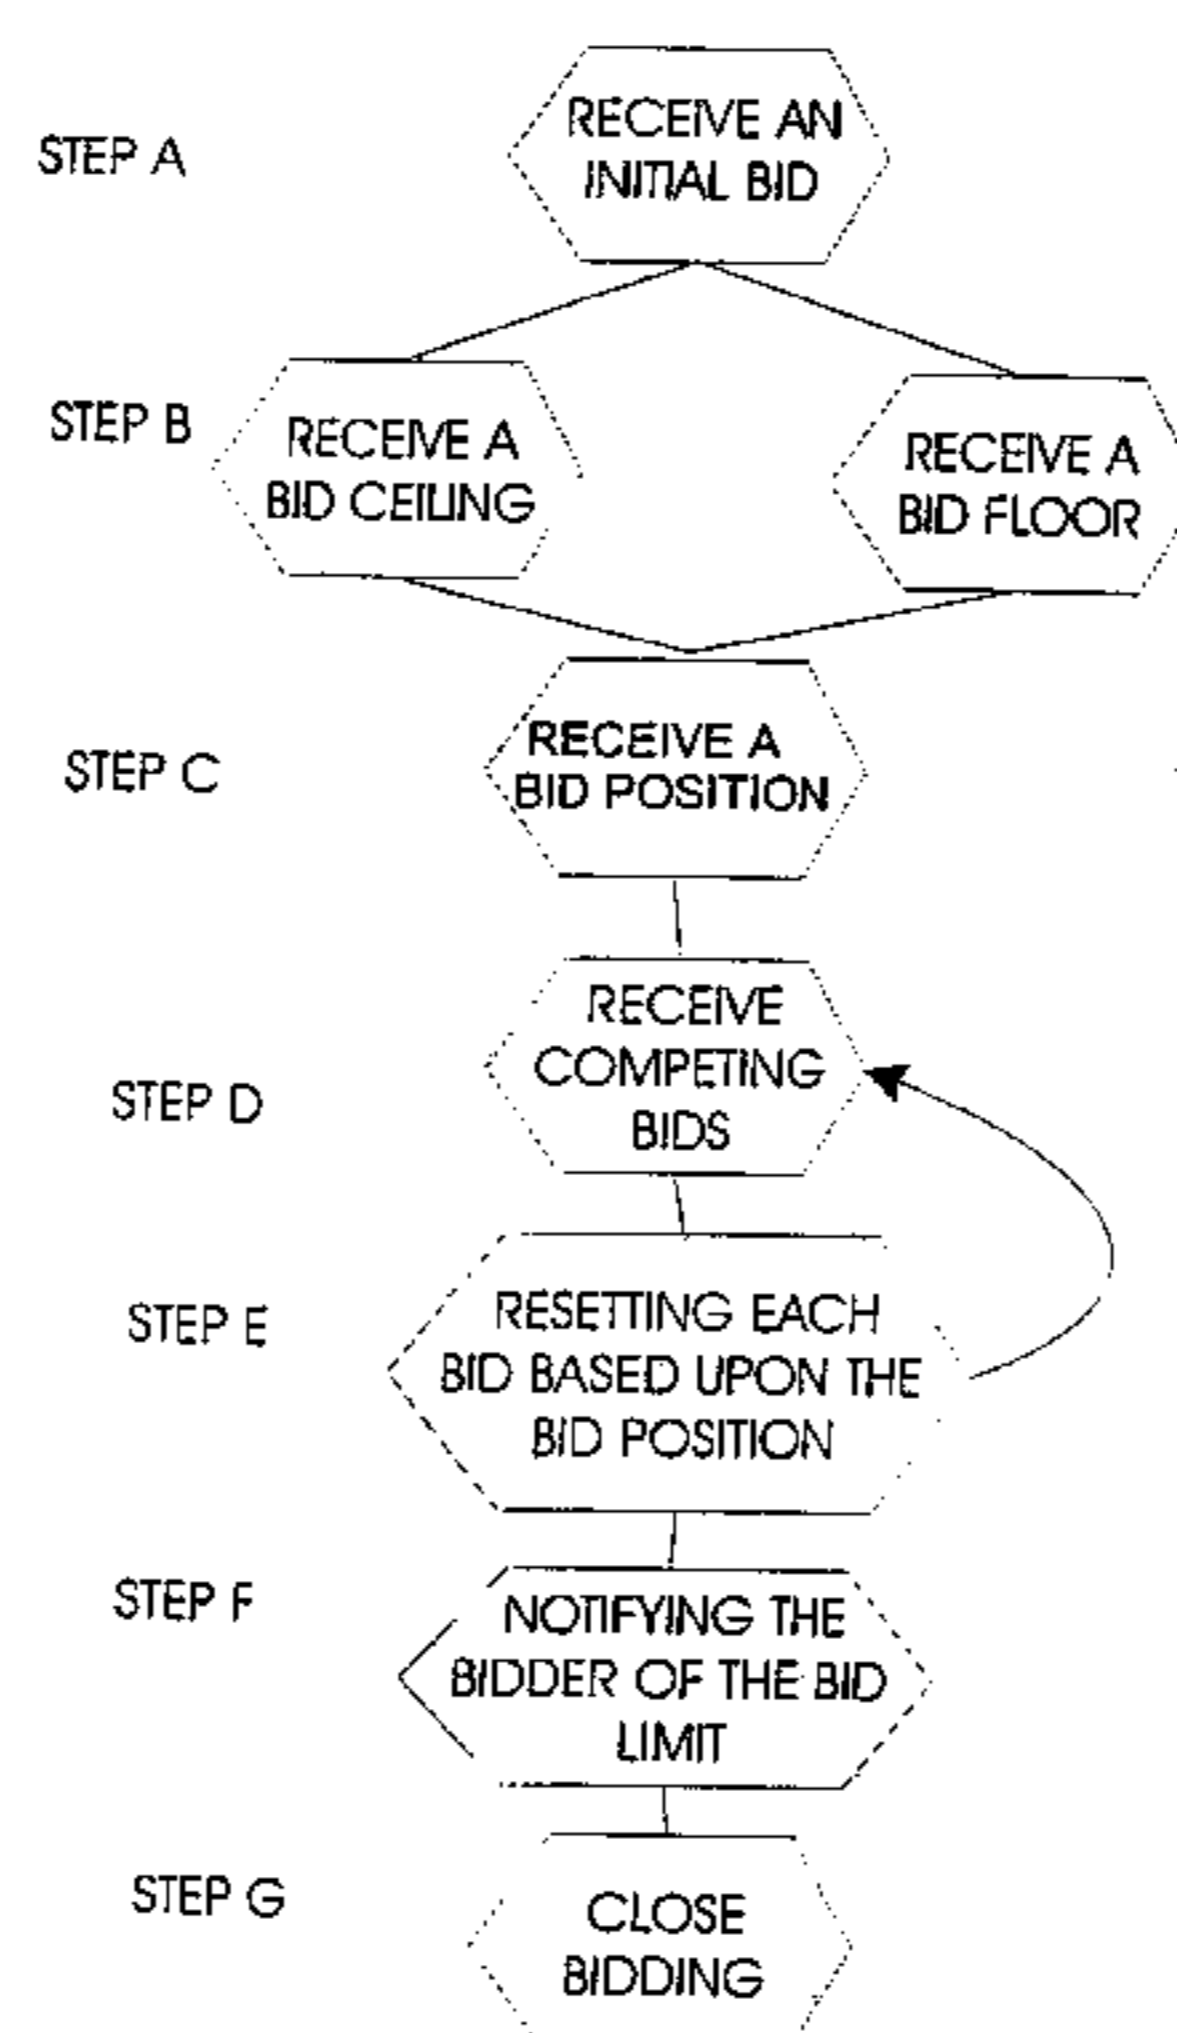 STEP A
RECEIVE AN
INITIAL BID
STEP B
RECEIVE A
BID CEILING
RECEIVE A
BID FLOOR
STEP C
RECEIVE A
BID POSITION
STEP D
RECEIVE
COMPETING
BIDS
STEP E
RESETTING EACH
BID BASED UPON THE
BID POSITION
STEP F
NOTIFYING THE
BIDDER OF THE BID
LIMIT
STEP G
CLOSE
BIDDING